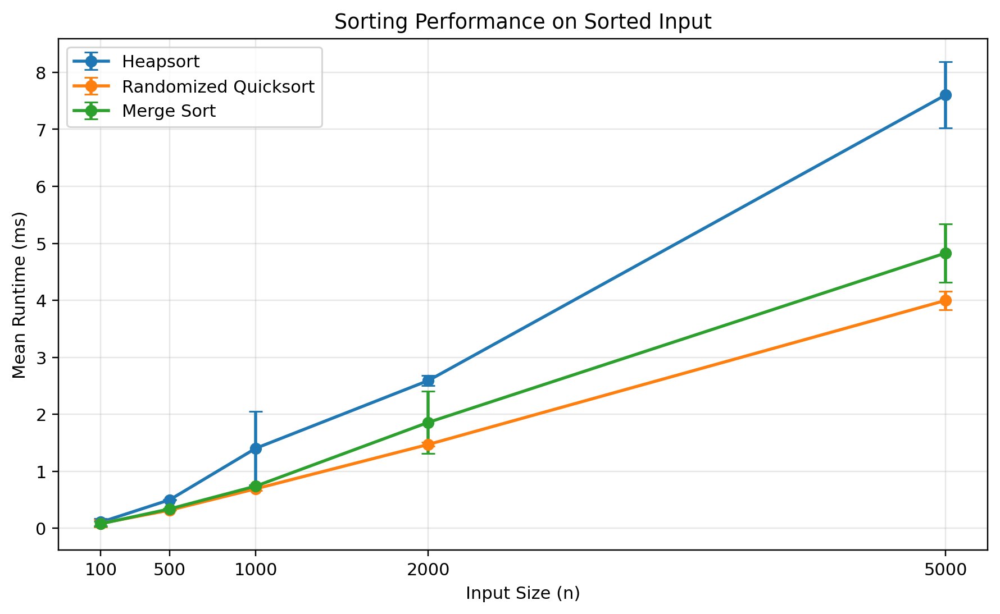 Sorting Performance on Sorted Input
Heapsort
Randomized Quicksort
Merge Sort
Mean Runtime (ms)
8
7
6
5
4
3
2
1
0
100 500 1000 2000 5000
Input Size (n)